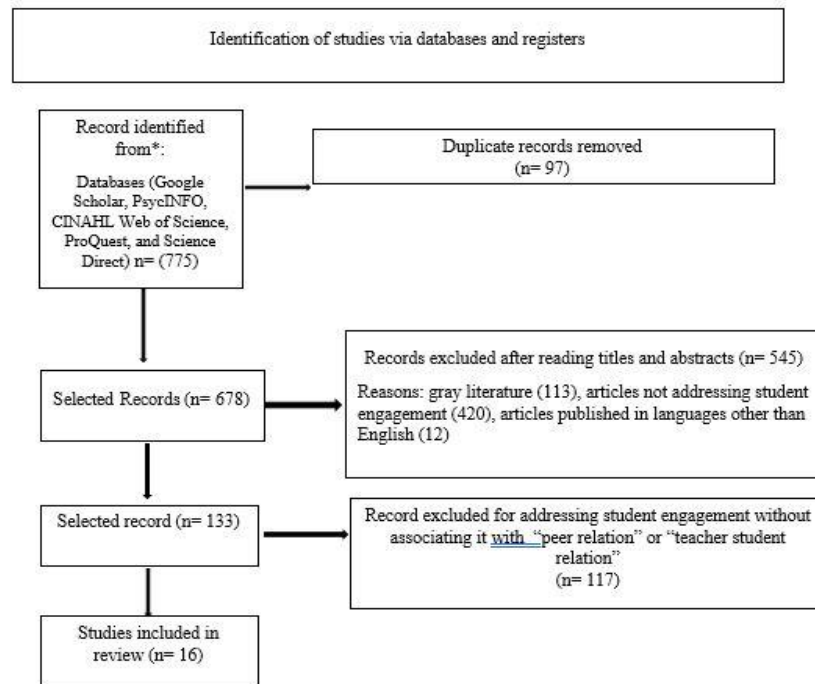 Identification of studies via databases and registers
Record identified
from*:
Databases (Google
Scholar, PsycINFO,
CINAHL Web of Science,
ProQuest, and Science
Direct) n= (775)
Duplicate records removed
(n= 97)
Selected Records (n= 678)
Records excluded after reading titles and abstracts (n= 545)
Reasons: gray literature (113), articles not addressing student
engagement (420), articles published in languages other than
English (12)
Selected record (n= 133)
Record excluded for addressing student engagement without
associating it with “peer relation” or “teacher student
relation”
(n= 117)
Studies included in
review (n= 16)